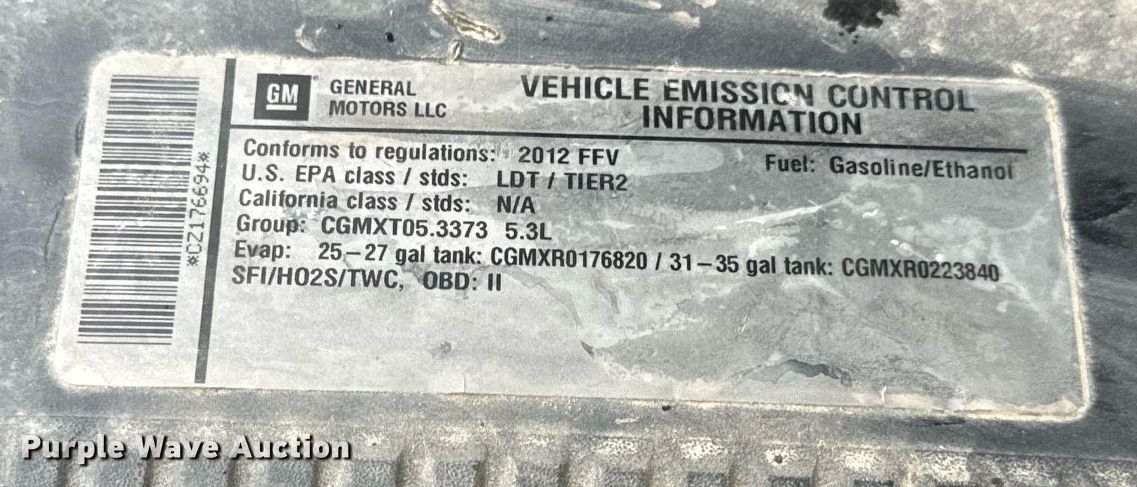 *CZ176694*
GM
GENERAL
MOTORS LLC
VEHICLE EMISSION CONTROL
INFORMATION
Conforms to regulations: 2012 FFV
Fuel: Gasoline/Ethanol
U.S. EPA class / stds: LDT / TIER2
California class / stds: N/A
Group: CGMXT05.3373 5.3L
Evap: 25-27 gal tank: CGMXR0176820 / 31-35 gal tank: CGMXR0223840
SFI/HO2S/TWC, OBD: II
Purple Wave Auction